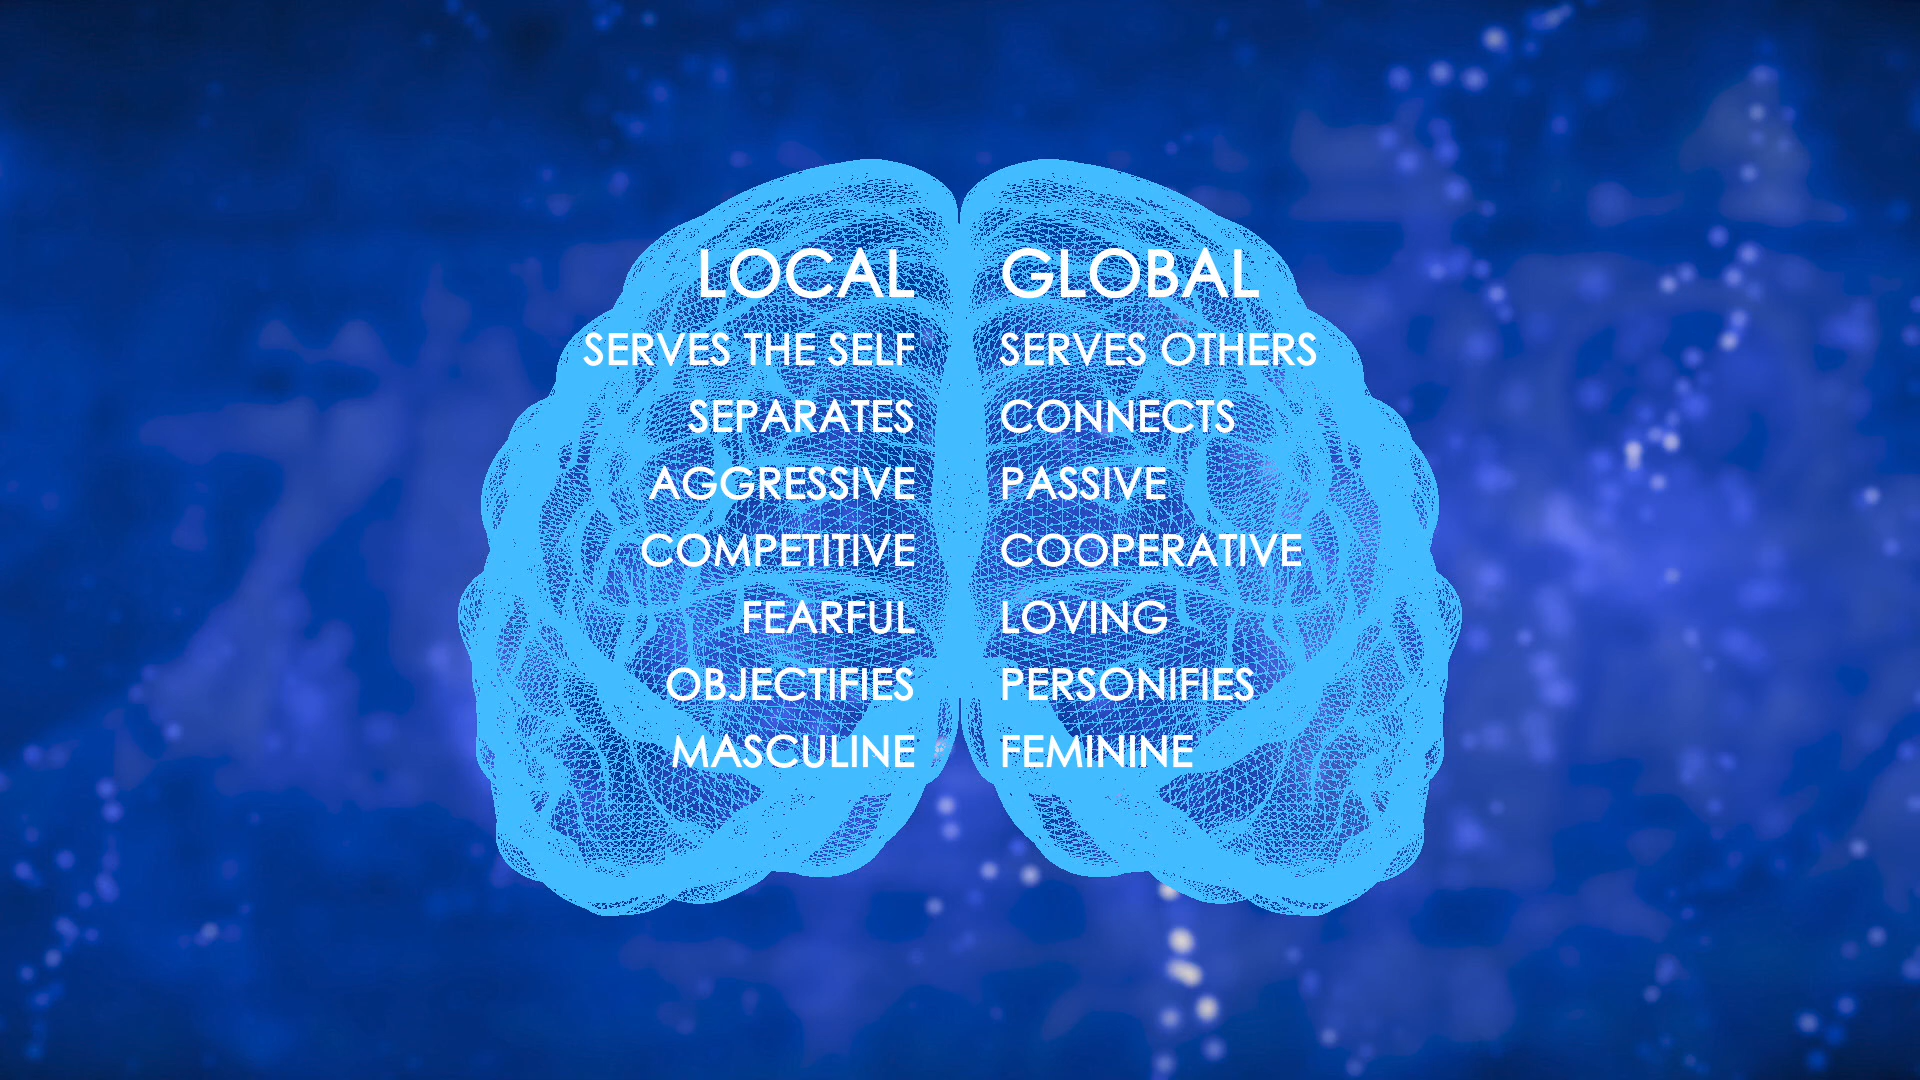 LOCAL
SERVES THE SELF
SEPARATES
AGGRESSIVE
COMPETITIVE
FEARFUL
OBJECTIFIES
MASCULINE
GLOBAL
SERVES OTHERS
CONNECTS
PASSIVE
COOPERATIVE
LOVING
PERSONIFIES
FEMININE